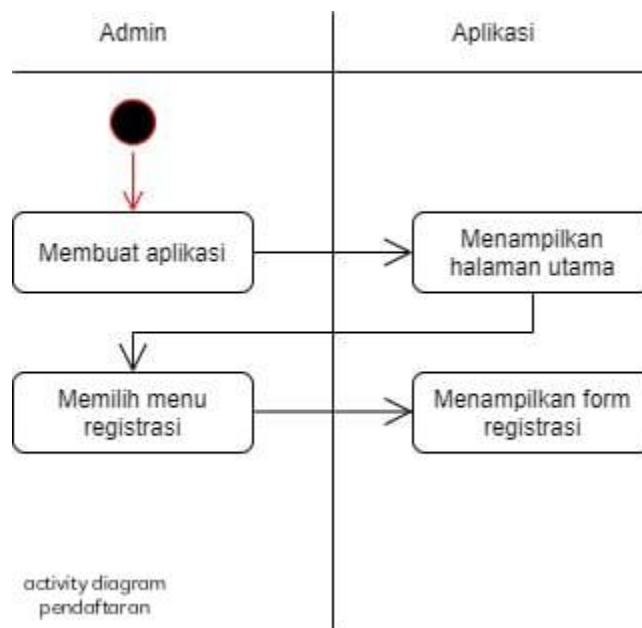 Admin
Aplikasi
Membuat aplikasi
Menampilkan
halaman utama
Memilih menu
registrasi
Menampilkan form
registrasi
activity diagram
pendaftaran